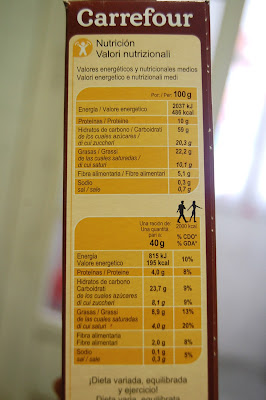 Carrefour
Nutrición
Valori nutrizionali
Valores energéticos y nutricionales medios
Valori energetico e nutrizionali medi
Por: / Per: 100g
Energía / Valore energetico 2037 kJ
485 kcal
Proteínas / Proteine 10 g
Hidratos de carbono / Carboidrati 59 g
de los cuales azúcares /
di cui zuccheri 20,3 g
Grasas / Grassi 22,2 g
de las cuales saturadas /
di cui saturi 10,1 g
Fibra alimentaria / Fibre alimentari 5,1 g
Sodio 0,3 g
sal / sale 0,7 g
Una ración de:
Una quantità
pari a:
40 g
2000 kcal
% CDO*
% GDA*
Energía 815 kJ
Valore energetico 195 kcal 10%
Proteínas / Proteine 4,0 g 8%
Hidratos de carbono
Carboidrati 23,7 g 9%
de los cuales azúcares
di cui zuccheri 8,1 g 9%
Grasas / Grassi 8,9 g 13%
de las cuales saturadas
di cui saturi 4,0 g 20%
Fibra alimentaria
Fibre alimentari 2,0 g 8%
Sodio 0,1 g
sal / sale 0,3 g 5%
¡Dieta variada, equilibrada
y ejercicio!
Dieta varia, equilibrata